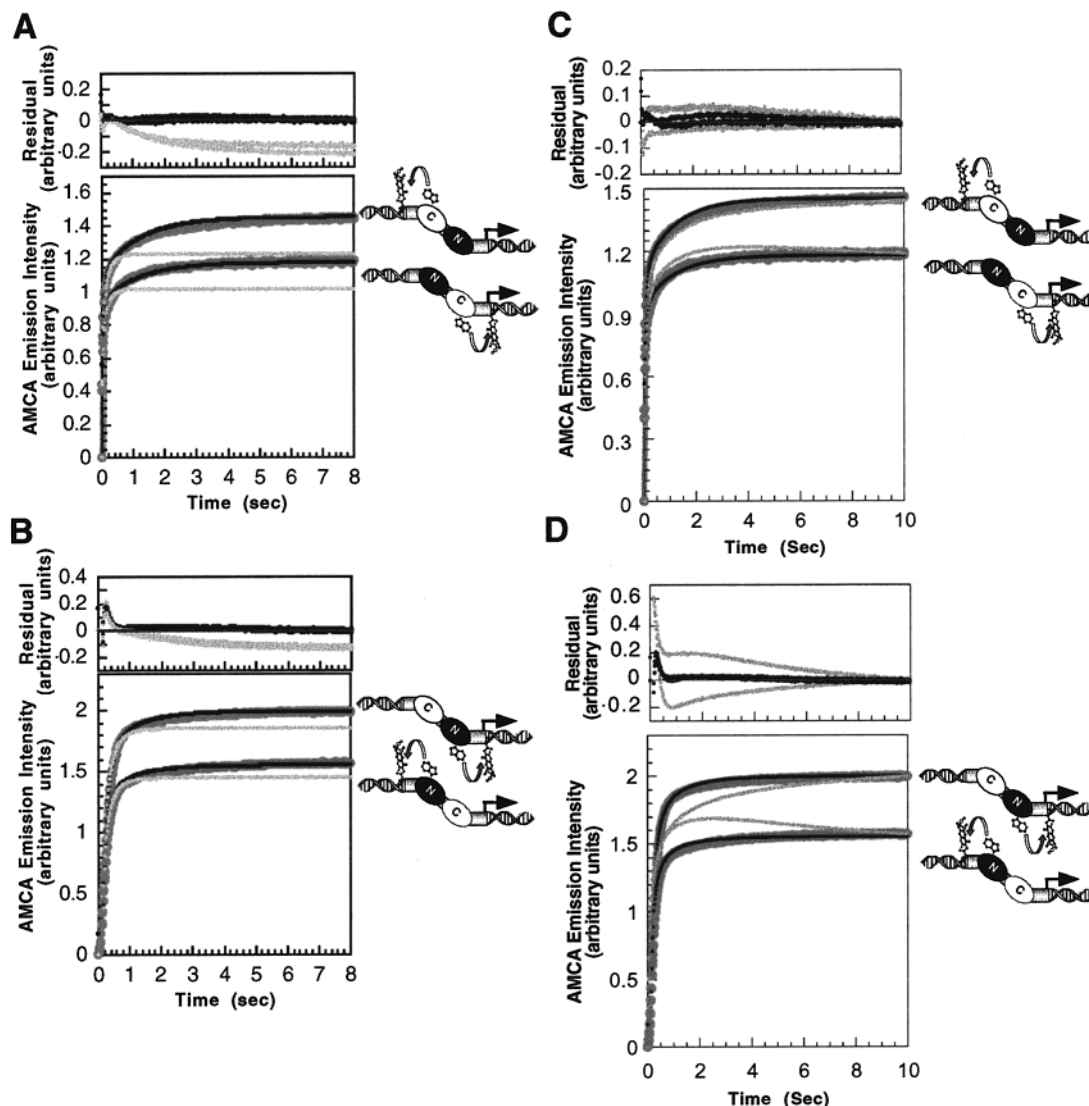 A
Residual
(arbitrary units)
0.2
0
-0.2
AMCA Emission Intensity
(arbitrary units)
1.6
1.4
1.2
1
0.8
0.6
0.4
0.2
0
0 1 2 3 4 5 6 7 8
Time (sec)
C
N
N
C
B
Residual
(arbitrary units)
0.4
0.2
0
-0.2
AMCA Emission Intensity
(arbitrary units)
2
1.5
1
0.5
0
0 1 2 3 4 5 6 7 8
Time (sec)
C
N
N
C
C
Residual
(arbitrary units)
0.2
0.1
0
-0.1
-0.2
AMCA Emission Intensity
(arbitrary units)
1.5
1.2
0.9
0.6
0.3
0
0 2 4 6 8 10
Time (Sec)
C
N
N
C
D
Residual
(arbitrary units)
0.6
0.4
0.2
0
-0.2
AMCA Emission Intensity
(arbitrary units)
2
1.5
1
0.5
0
0 2 4 6 8 10
Time (Sec)
C
N
N
C